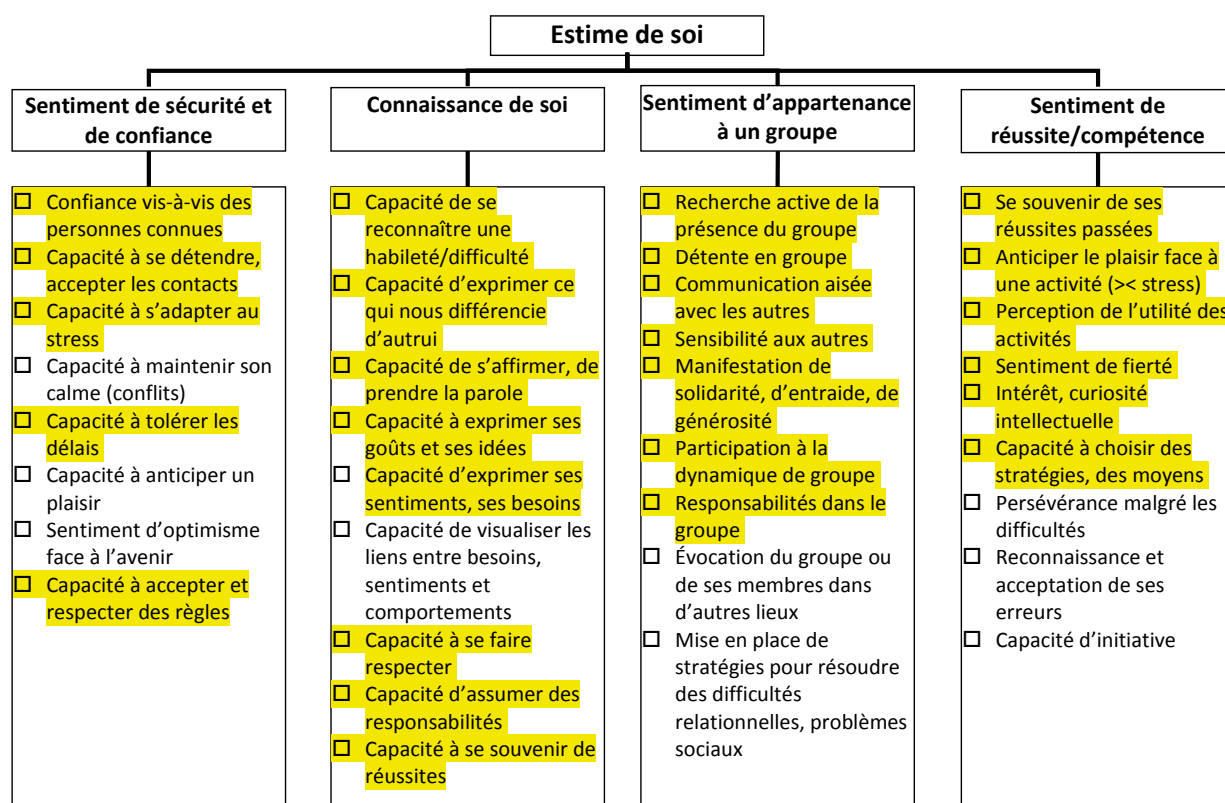 Estime de soi
Sentiment de sécurité et
de confiance
☐ Confiance vis-à-vis des
personnes connues
☐ Capacité à se détendre,
accepter les contacts
☐ Capacité à s’adapter au
stress
☐ Capacité à maintenir son
calme (conflits)
☐ Capacité à tolérer les
délais
☐ Capacité à anticiper un
plaisir
☐ Sentiment d’optimisme
face à l’avenir
☐ Capacité à accepter et
respecter des règles
Connaissance de soi
☐ Capacité de se
reconnaître une
habileté/difficulté
☐ Capacité d’exprimer ce
qui nous différencie
d’autrui
☐ Capacité de s’affirmer, de
prendre la parole
☐ Capacité à exprimer ses
goûts et ses idées
☐ Capacité d’exprimer ses
sentiments, ses besoins
☐ Capacité de visualiser les
liens entre besoins,
sentiments et
comportements
☐ Capacité à se faire
respecter
☐ Capacité d’assumer des
responsabilités
☐ Capacité à se souvenir de
réussites
Sentiment d’appartenance
à un groupe
☐ Recherche active de la
présence du groupe
☐ Détente en groupe
☐ Communication aisée
avec les autres
☐ Sensibilité aux autres
☐ Manifestation de
solidarité, d’entraide, de
générosité
☐ Participation à la
dynamique de groupe
☐ Responsabilités dans le
groupe
☐ Évocation du groupe ou
de ses membres dans
d’autres lieux
☐ Mise en place de
stratégies pour résoudre
des difficultés
relationnelles, problèmes
sociaux
Sentiment de
réussite/compétence
☐ Se souvenir de ses
réussites passées
☐ Anticiper le plaisir face à
une activité (>< stress)
☐ Perception de l’utilité des
activités
☐ Sentiment de fierté
☐ Intérêt, curiosité
intellectuelle
☐ Capacité à choisir des
stratégies, des moyens
☐ Persévérance malgré les
difficultés
☐ Reconnaissance et
acceptation de ses
erreurs
☐ Capacité d’initiative